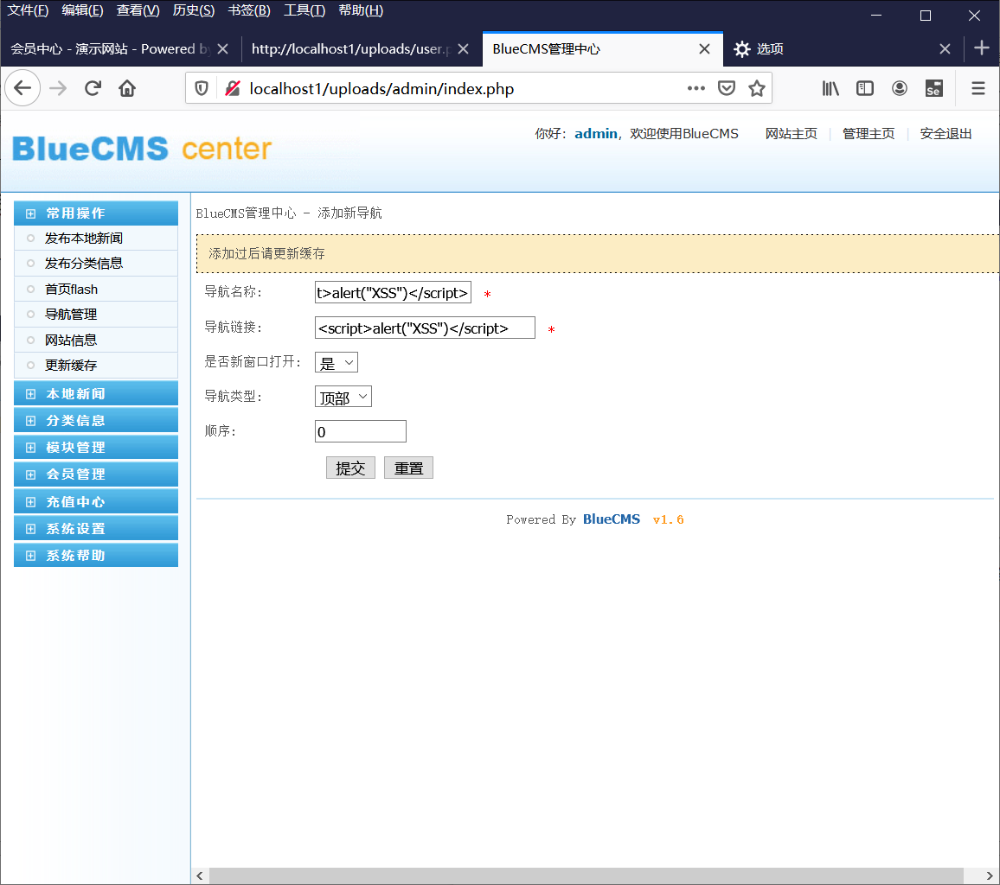 文件(F) 编辑(E) 查看(V) 历史(S) 书签(B) 工具(T) 帮助(H)
会员中心 - 演示网站 - Powered by http://localhost1/uploads/user.p BlueCMS管理中心 选项
localhost1/uploads/admin/index.php Se
BlueCMS center
你好：admin，欢迎使用BlueCMS 网站主页 管理主页 安全退出
常用操作
发布本地新闻
发布分类信息
首页flash
导航管理
网站信息
更新缓存
本地新闻
分类信息
模块管理
会员管理
充值中心
系统设置
系统帮助
BlueCMS管理中心 - 添加新导航
添加过后请更新缓存
导航名称： t>alert("XSS")</script> *
导航链接： <script>alert("XSS")</script> *
是否新窗口打开： 是
导航类型： 顶部
顺序： 0
提交 重置
Powered By BlueCMS v1.6